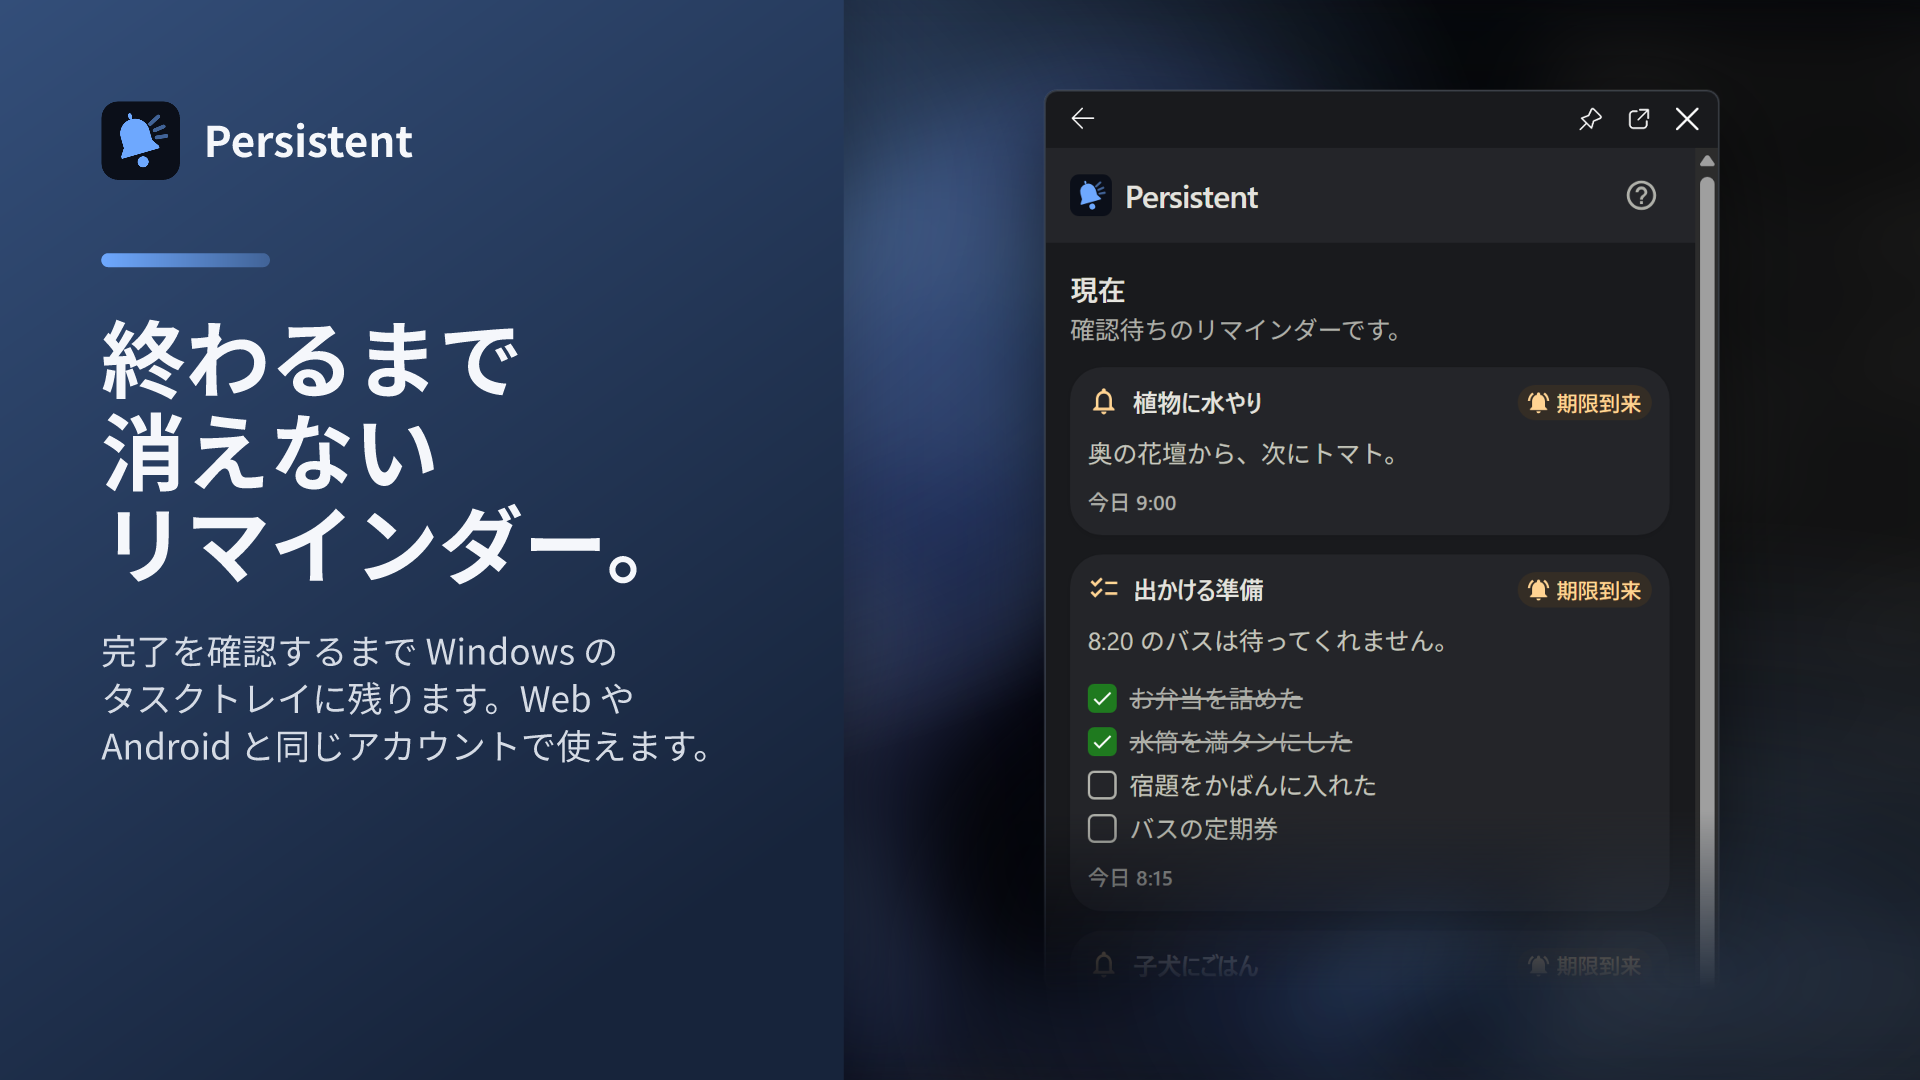 Persistent
終わるまで
消えない
リマインダー。
完了を確認するまで Windows の
タスクトレイに残ります。Web や
Android と同じアカウントで使えます。
Persistent
現在
確認待ちのリマインダーです。
植物に水やり
期限到来
奥の花壇から、次にトマト。
今日 9:00
出かける準備
期限到来
8:20 のバスは待ってくれません。
お弁当を詰めた
水筒を満タンにした
宿題をかばんに入れた
バスの定期券
今日 8:15
子犬にごはん
期限到来